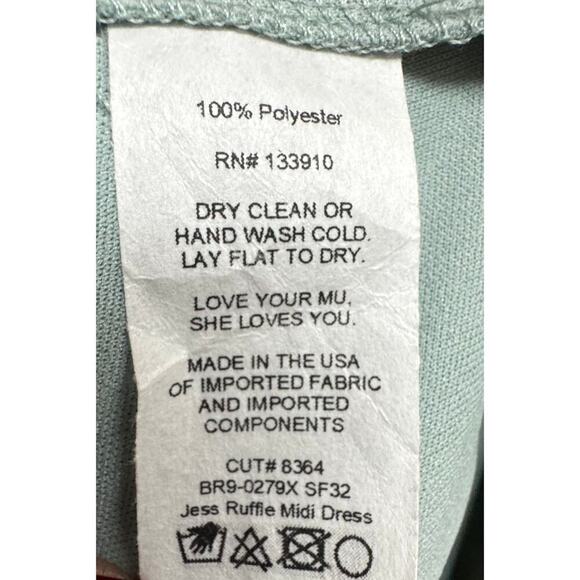 100% Polyester
RN# 133910
DRY CLEAN OR
HAND WASH COLD.
LAY FLAT TO DRY.
LOVE YOUR MU,
SHE LOVES YOU.
MADE IN THE USA
OF IMPORTED FABRIC
AND IMPORTED
COMPONENTS
CUT# 8364
BR9-0279X SF32
Jess Ruffle Midi Dress